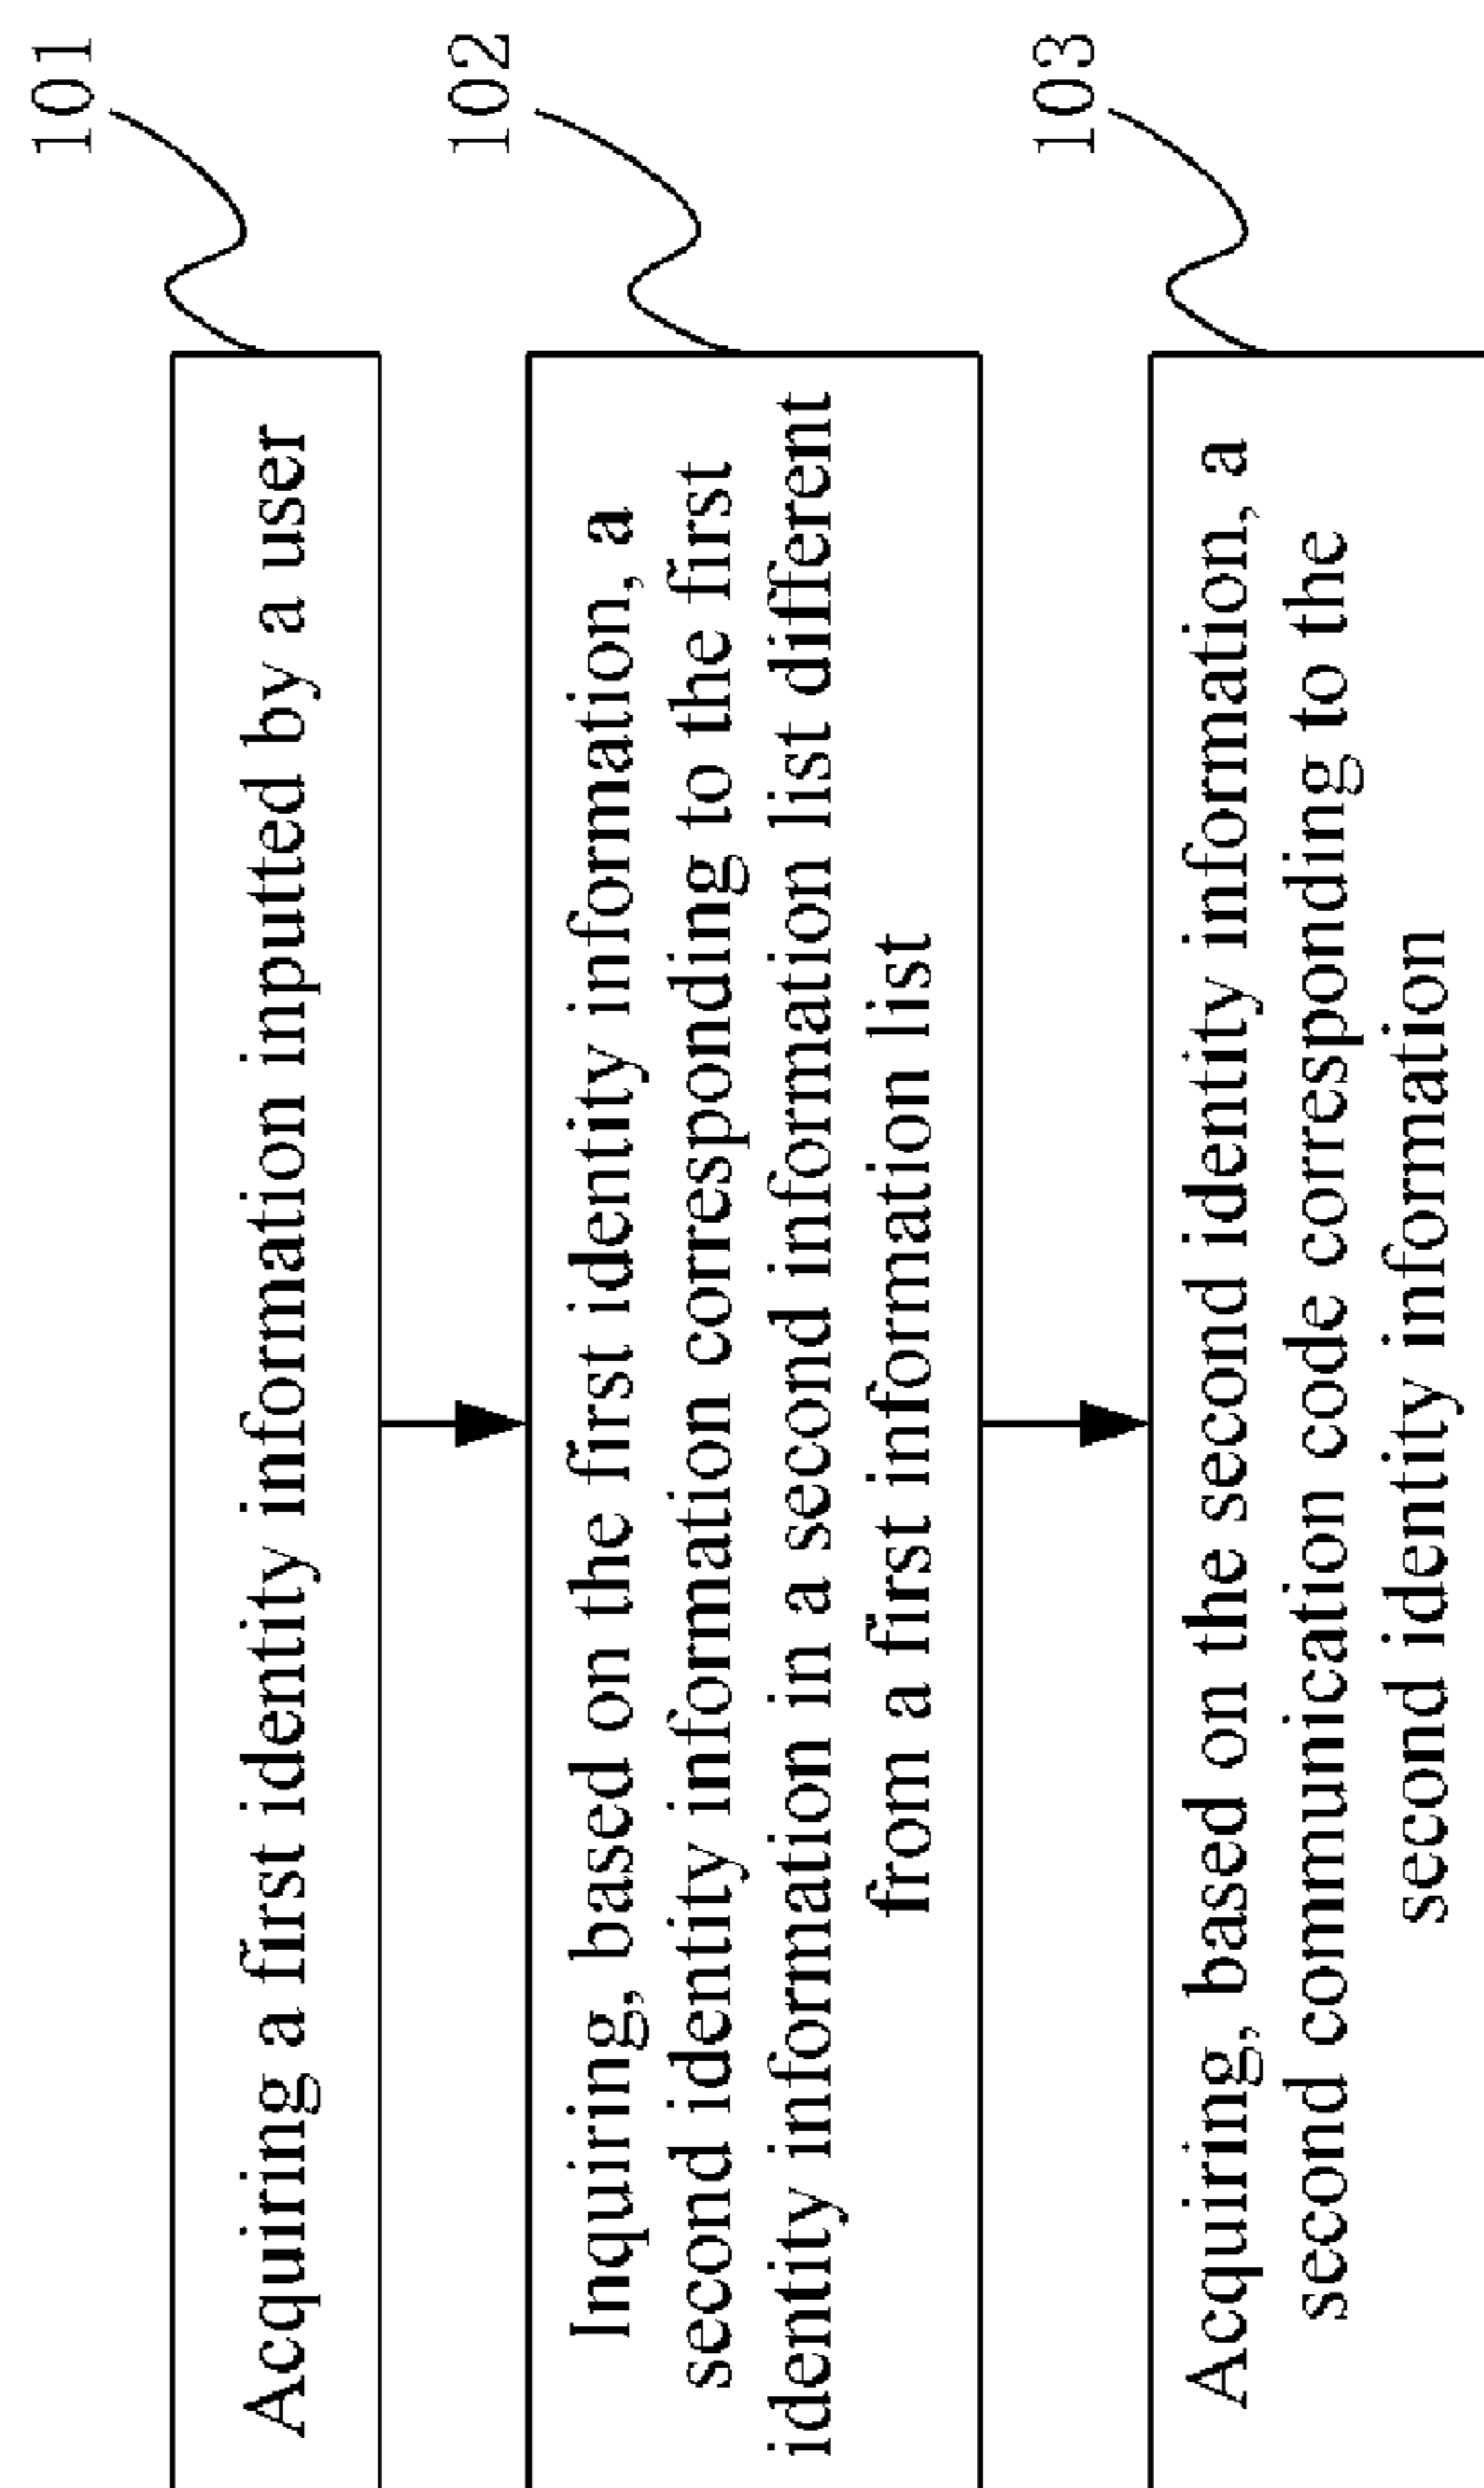 101
Acquiring a first identity information inputted by a user
102
Inquiring, based on the first identity information, a
second identity information corresponding to the first
identity information in a second information list different
from a first information list
103
Acquiring, based on the second identity information, a
second communication code corresponding to the
second identity information